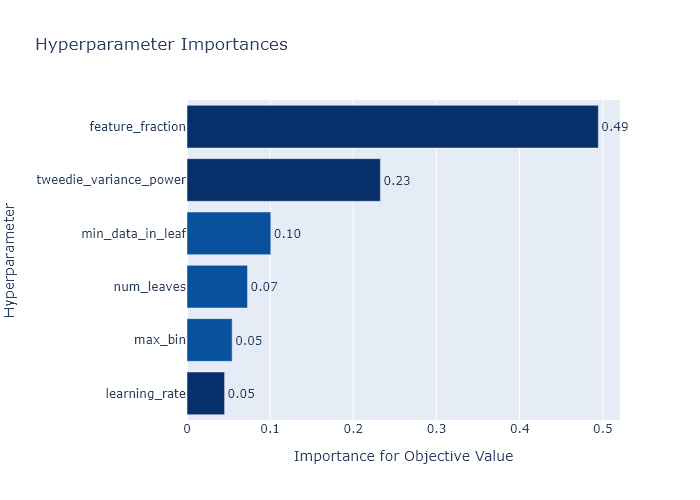 Hyperparameter Importances
Hyperparameter
feature_fraction 0.49
tweedie_variance_power 0.23
min_data_in_leaf 0.10
num_leaves 0.07
max_bin 0.05
learning_rate 0.05
0 0.1 0.2 0.3 0.4 0.5
Importance for Objective Value